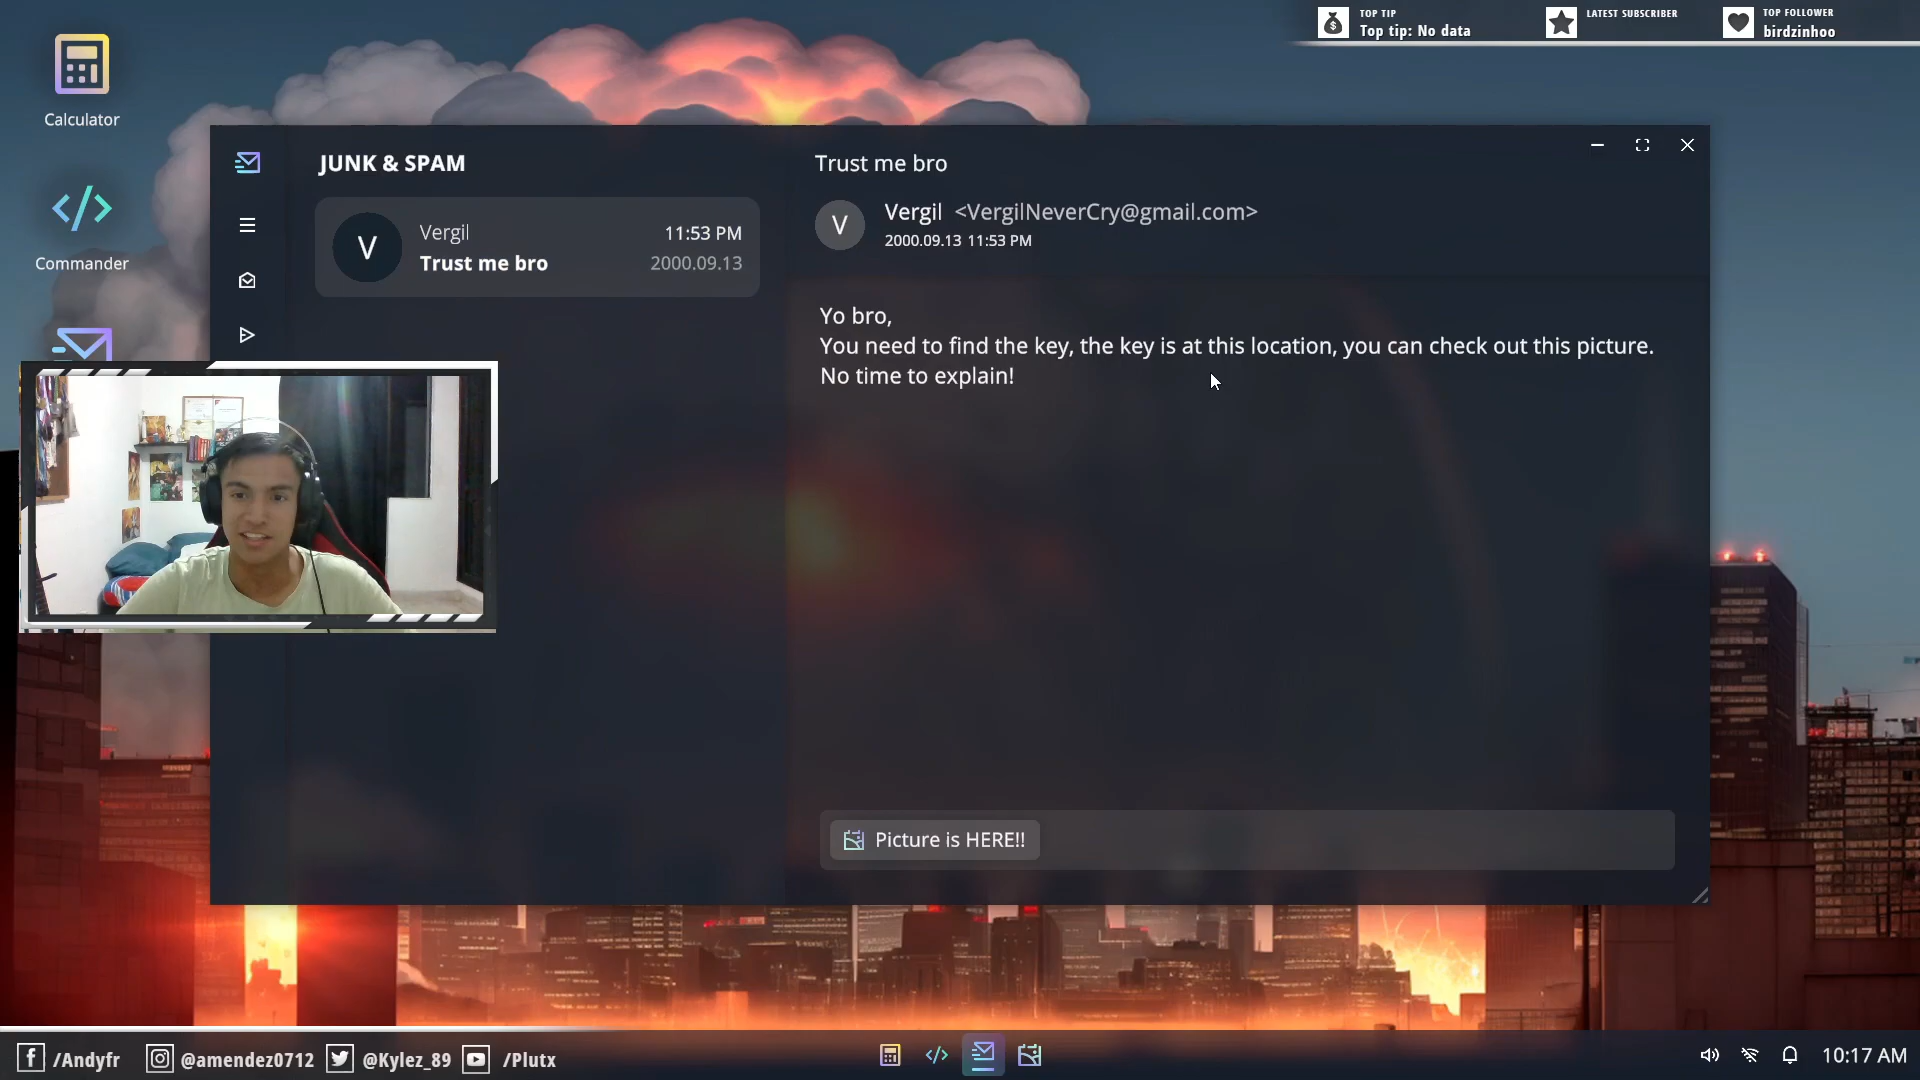 TOP TIP
Top tip: No data
LATEST SUBSCRIBER
TOP FOLLOWER
birdzinhoo
Calculator
Commander
JUNK & SPAM
V
Vergil
11:53 PM
Trust me bro
2000.09.13
Trust me bro
V
Vergil <VergilNeverCry@gmail.com>
2000.09.13 11:53 PM
Yo bro,
You need to find the key, the key is at this location, you can check out this picture.
No time to explain!
Picture is HERE!!
/Andyfr
@amendez0712
@Kylez_89
/Plutx
10:17 AM